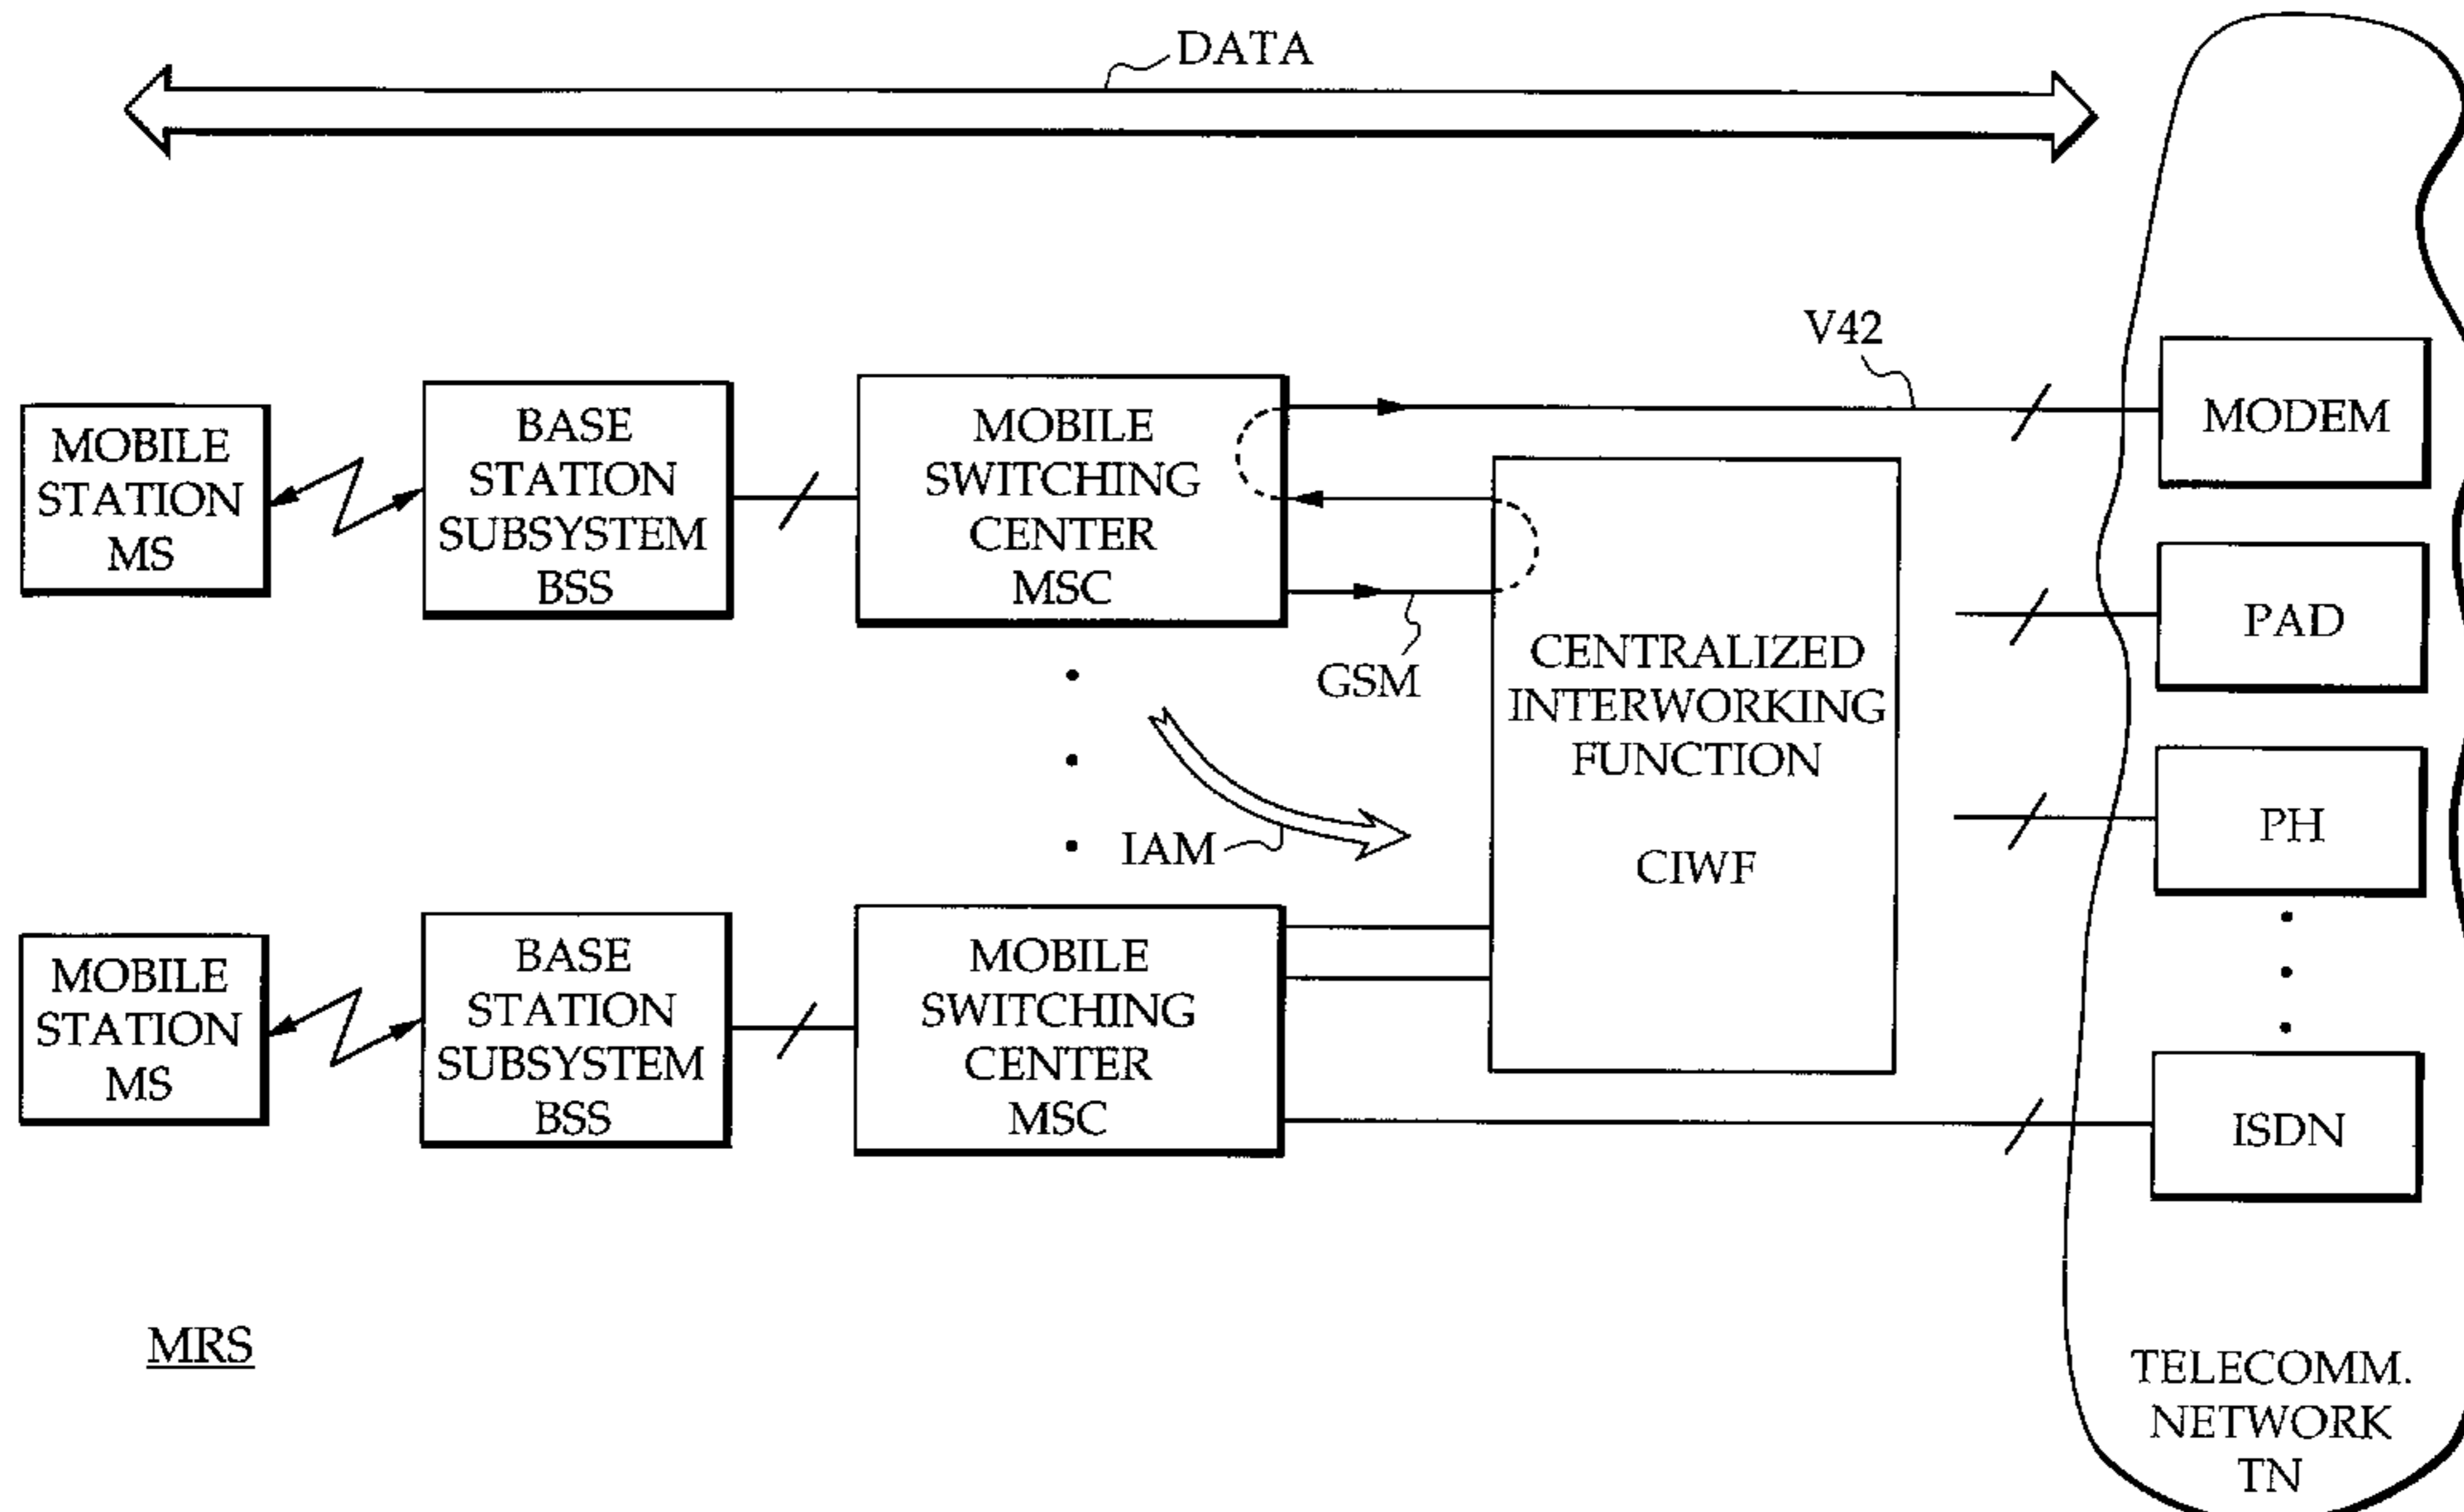 DATA
V42
MODEM
MOBILE
STATION
MS
BASE
STATION
SUBSYSTEM
BSS
MOBILE
SWITCHING
CENTER
MSC
GSM
PAD
CENTRALIZED
INTERWORKING
FUNCTION
CIWF
IAM
PH
MOBILE
STATION
MS
BASE
STATION
SUBSYSTEM
BSS
MOBILE
SWITCHING
CENTER
MSC
ISDN
MRS
TELECOMM.
NETWORK
TN